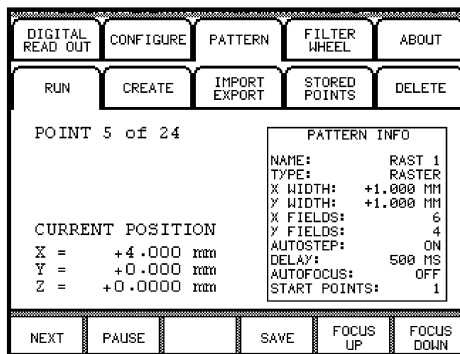 DIGITAL READ OUT
CONFIGURE
PATTERN
FILTER WHEEL
ABOUT
RUN
CREATE
IMPORT EXPORT
STORED POINTS
DELETE
POINT 5 of 24
CURRENT POSITION
X = +4.000 mm
Y = +0.000 mm
Z = +0.0000 mm
PATTERN INFO
NAME: RAST 1
TYPE: RASTER
X WIDTH: +1.000 MM
Y WIDTH: +1.000 MM
X FIELDS: 6
Y FIELDS: 4
AUTOSTEP: ON
DELAY: 500 MS
AUTOFOCUS: OFF
START POINTS: 1
NEXT
PAUSE
SAVE
FOCUS UP
FOCUS DOWN